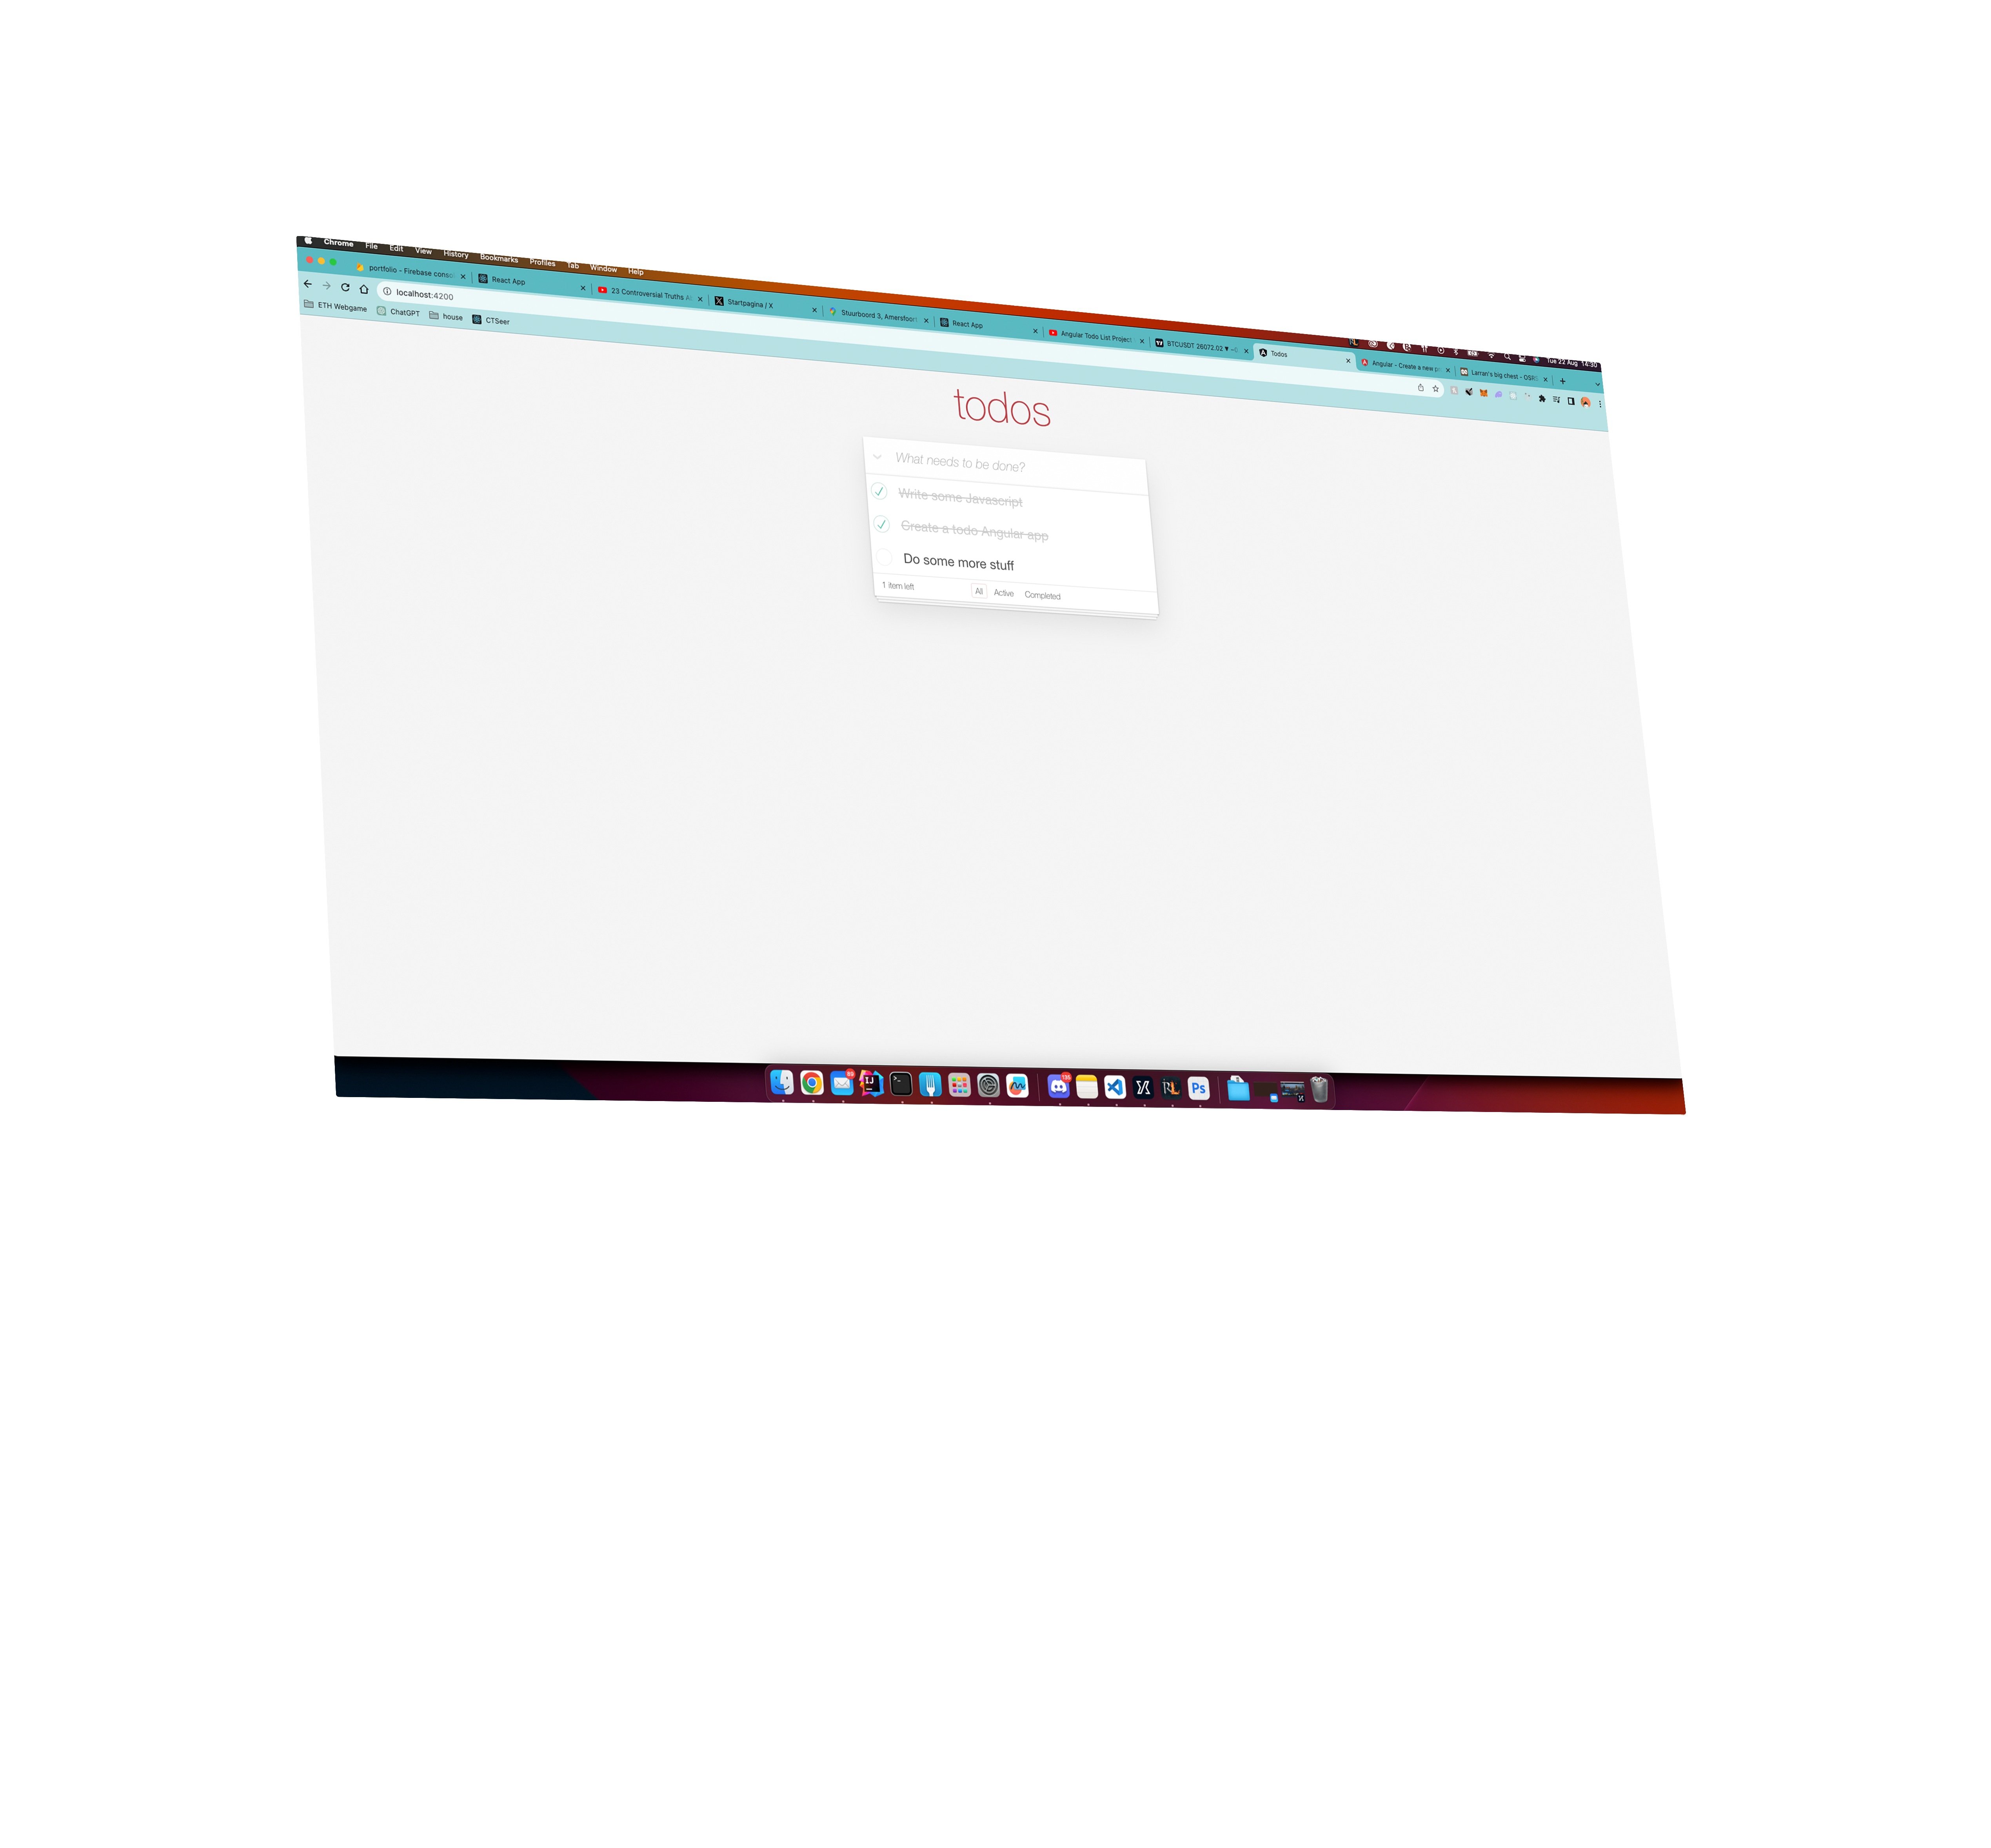 Chrome File Edit View History Bookmarks Profiles Tab Window Help
Tue 22 Aug 14:30
portfolio - Firebase conso
React App
23 Controversial Truths
Startpagina / X
Stuurboord 3, Amersfoort
React App
Angular Todo List Project
BTCUSDT 26072.02 ▼
Todos
Angular - Create a new
Larran's big chest - OSRS
localhost:4200
ETH Webgame ChatGPT house CTSeer
todos
What needs to be done?
Write some Javascript
Create a todo Angular app
Do some more stuff
1 item left All Active Completed
IJ
RL
Ps